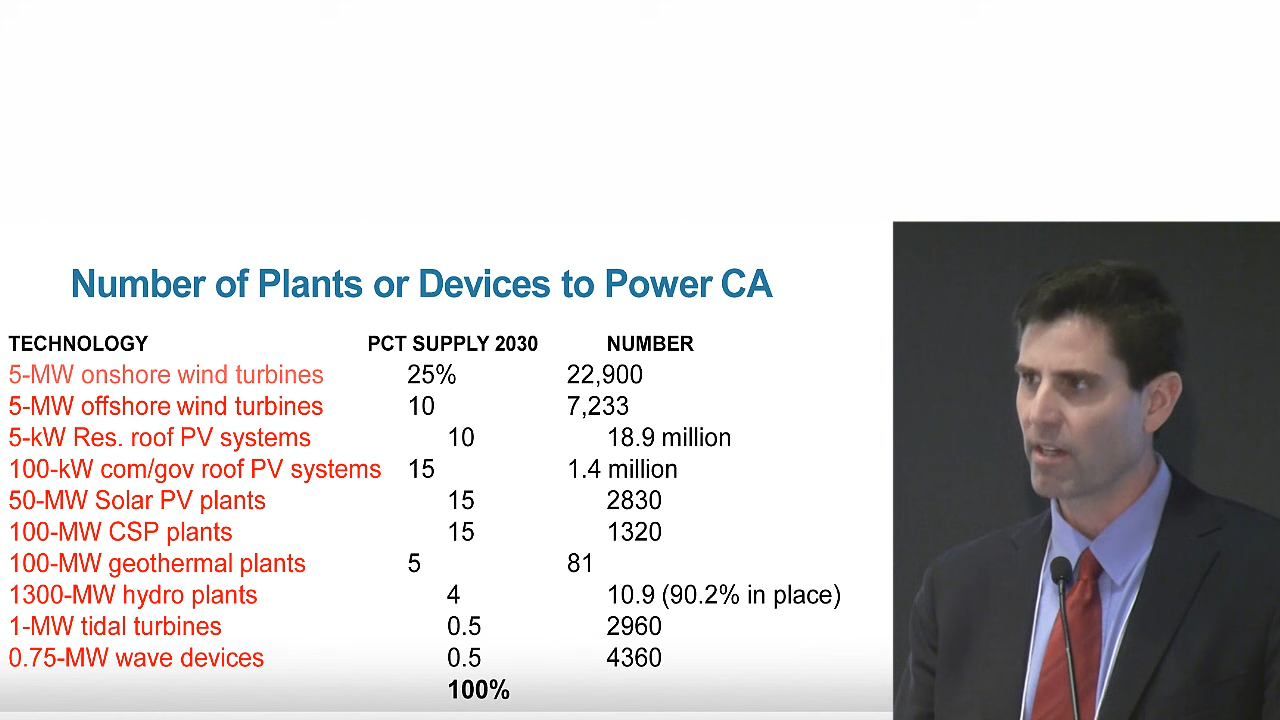 Number of Plants or Devices to Power CA
TECHNOLOGY PCT SUPPLY 2030 NUMBER
5-MW onshore wind turbines 25% 22,900
5-MW offshore wind turbines 10 7,233
5-kW Res. roof PV systems 10 18.9 million
100-kW com/gov roof PV systems 15 1.4 million
50-MW Solar PV plants 15 2830
100-MW CSP plants 15 1320
100-MW geothermal plants 5 81
1300-MW hydro plants 4 10.9 (90.2% in place)
1-MW tidal turbines 0.5 2960
0.75-MW wave devices 0.5 4360
100%